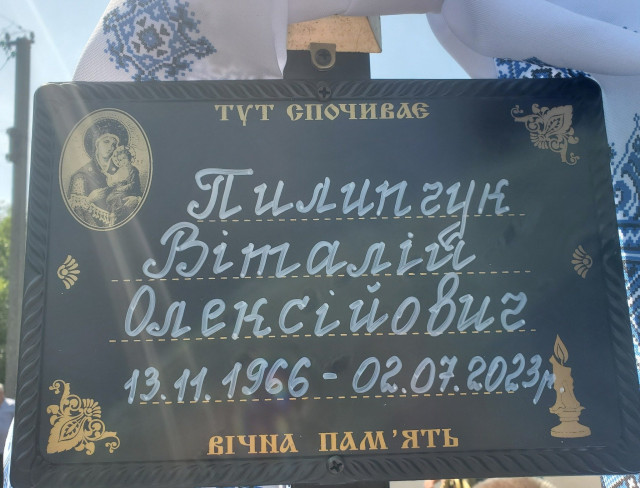 ТУТ СПОЧИВАЄ
Пилипчук
Віталій
Олексійович
13.11.1966 - 02.07.2023р
ВІЧНА ПАМ'ЯТЬ